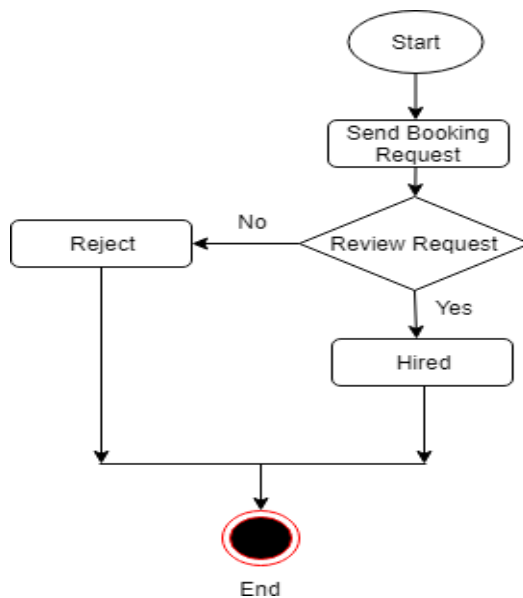 Start
Send Booking
Request
No
Reject
Review Request
Yes
Hired
End